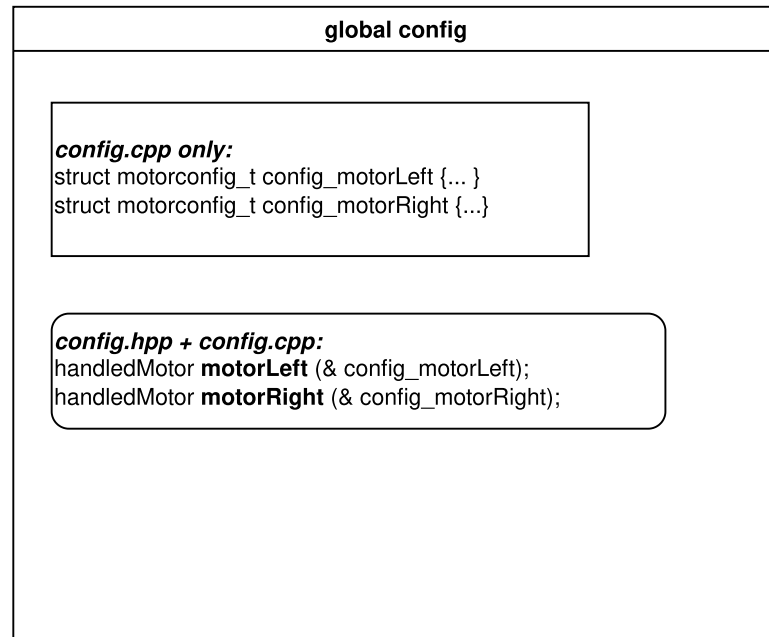 global config
config.cpp only:
struct motorconfig_t config_motorLeft {... }
struct motorconfig_t config_motorRight {...}
config.hpp + config.cpp:
handledMotor motorLeft (& config_motorLeft);
handledMotor motorRight (& config_motorRight);